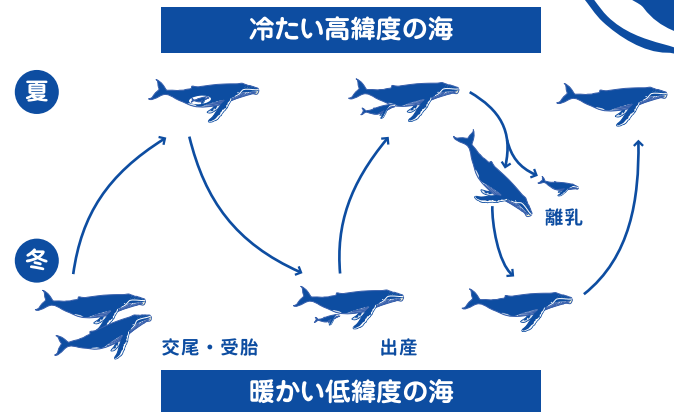 冷たい高緯度の海
夏
離乳
冬
交尾・受胎
出産
暖かい低緯度の海